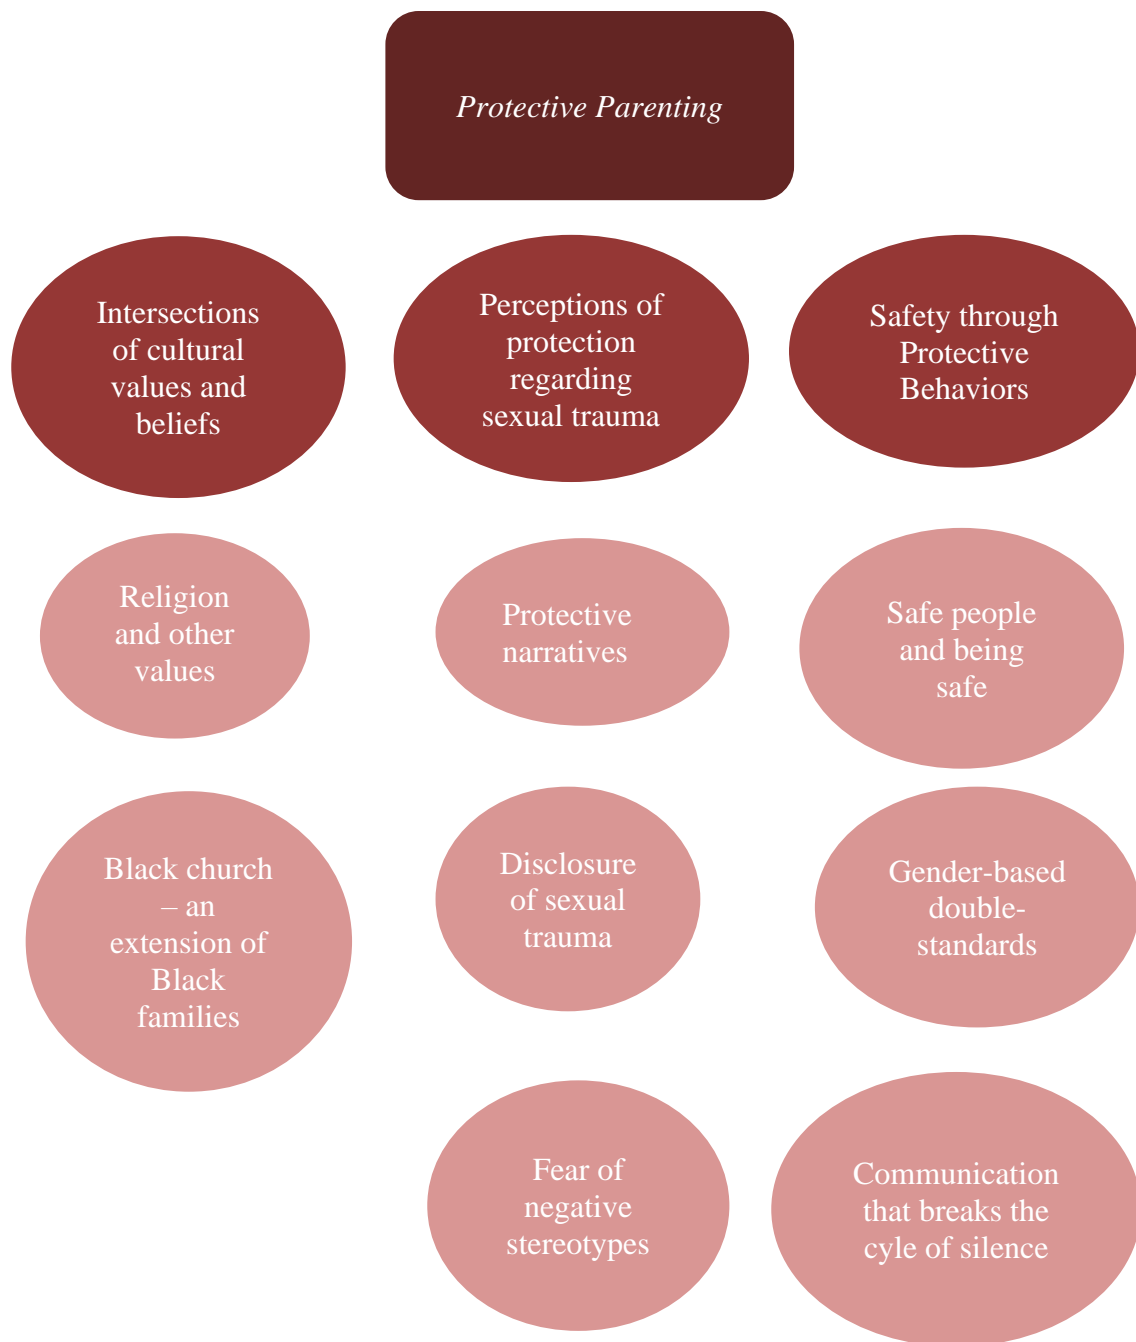 Protective Parenting
Intersections
of cultural
values and
beliefs
Perceptions of
protection
regarding
sexual trauma
Safety through
Protective
Behaviors
Religion
and other
values
Protective
narratives
Safe people
and being
safe
Black church
– an
extension of
Black
families
Disclosure
of sexual
trauma
Gender-based
double-
standards
Fear of
negative
stereotypes
Communication
that breaks the
cyle of silence